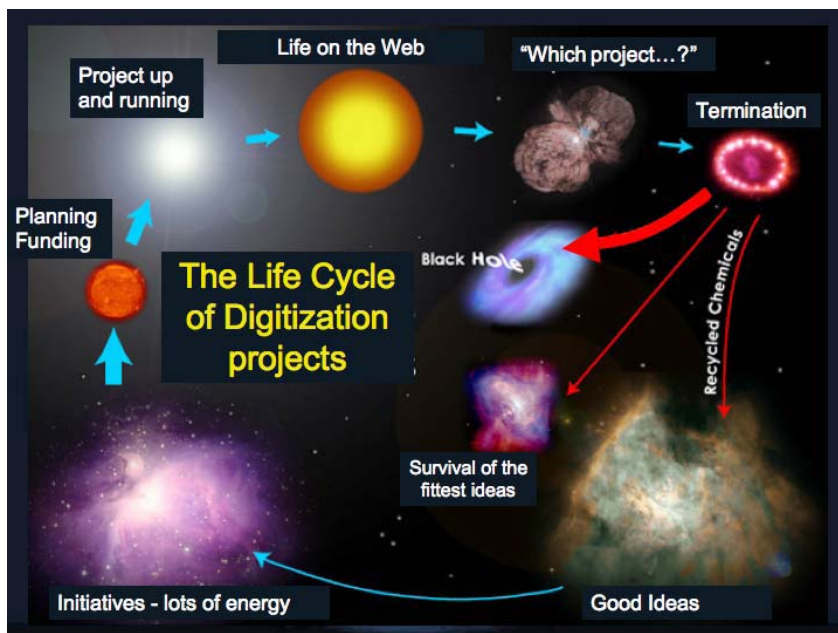 Life on the Web
"Which project…?"
Project up
and running
Termination
Planning
Funding
The Life Cycle
of Digitization
projects
Black Hole
Recycled Chemicals
Survival of the
fittest ideas
Initiatives - lots of energy
Good Ideas